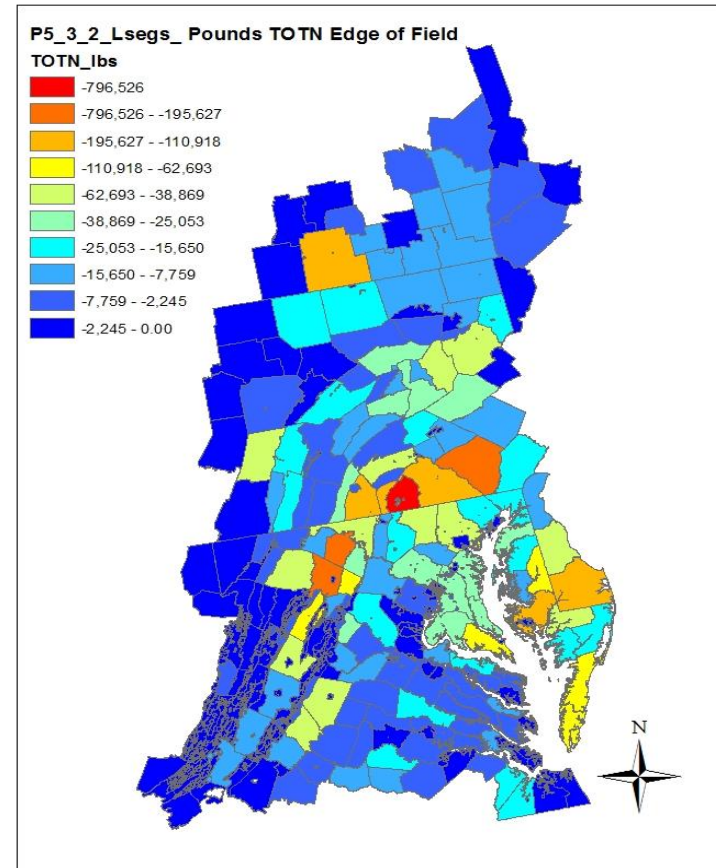 P5_3_2_Lsegs_ Pounds TOTN Edge of Field
TOTN_lbs
-796,526
-796,526 - -195,627
-195,627 - -110,918
-110,918 - -62,693
-62,693 - -38,869
-38,869 - -25,053
-25,053 - -15,650
-15,650 - -7,759
-7,759 - -2,245
-2,245 - 0.00
N